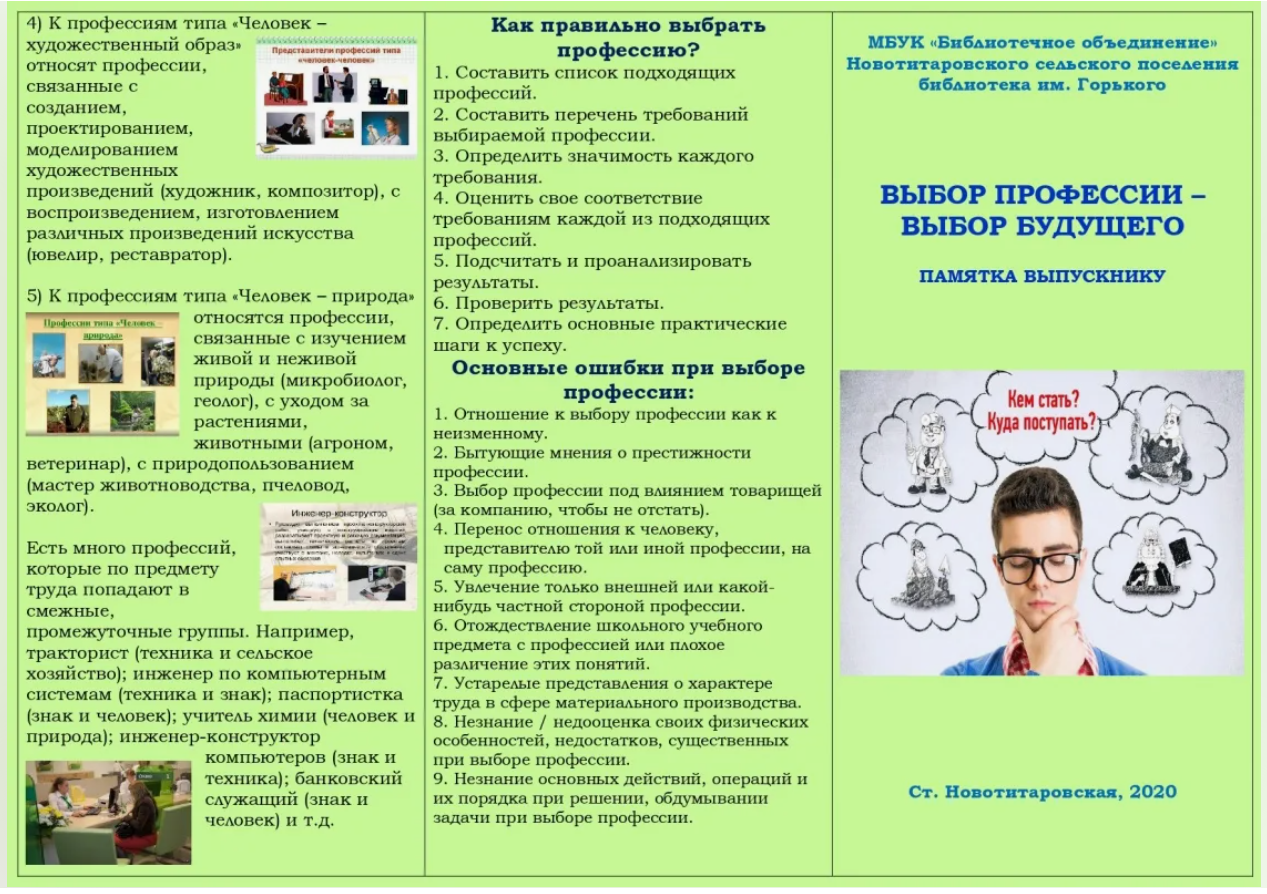 4) К профессиям типа «Человек –
художественный образ»
относят профессии,
связанные с
созданием,
проектированием,
моделированием
художественных
произведений (художник, композитор), с
воспроизведением, изготовлением
различных произведений искусства
(ювелир, реставратор).
Представители профессий типа
«человек-человек»
5) К профессиям типа «Человек – природа»
относятся профессии,
связанные с изучением
живой и неживой
природы (микробиолог,
геолог), с уходом за
растениями,
животными (агроном,
ветеринар), с природопользованием
(мастер животноводства, пчеловод,
эколог).
Профессии типа «Человек –
природа»
Инженер-конструктор
Есть много профессий,
которые по предмету
труда попадают в
смежные,
промежуточные группы. Например,
тракторист (техника и сельское
хозяйство); инженер по компьютерным
системам (техника и знак); паспортистка
(знак и человек); учитель химии (человек и
природа); инженер-конструктор
компьютеров (знак и
техника); банковский
служащий (знак и
человек) и т.д.
Как правильно выбрать
профессию?
1. Составить список подходящих
профессий.
2. Составить перечень требований
выбираемой профессии.
3. Определить значимость каждого
требования.
4. Оценить свое соответствие
требованиям каждой из подходящих
профессий.
5. Подсчитать и проанализировать
результаты.
6. Проверить результаты.
7. Определить основные практические
шаги к успеху.
Основные ошибки при выборе
профессии:
1. Отношение к выбору профессии как к
неизменному.
2. Бытующие мнения о престижности
профессии.
3. Выбор профессии под влиянием товарищей
(за компанию, чтобы не отстать).
4. Перенос отношения к человеку,
представителю той или иной профессии, на
саму профессию.
5. Увлечение только внешней или какой-
нибудь частной стороной профессии.
6. Отождествление школьного учебного
предмета с профессией или плохое
различение этих понятий.
7. Устарелые представления о характере
труда в сфере материального производства.
8. Незнание / недооценка своих физических
особенностей, недостатков, существенных
при выборе профессии.
9. Незнание основных действий, операций и
их порядка при решении, обдумывании
задачи при выборе профессии.
МБУК «Библиотечное объединение»
Новотитаровского сельского поселения
библиотека им. Горького
ВЫБОР ПРОФЕССИИ –
ВЫБОР БУДУЩЕГО
ПАМЯТКА ВЫПУСКНИКУ
Кем стать?
Куда поступать?
Ст. Новотитаровская, 2020